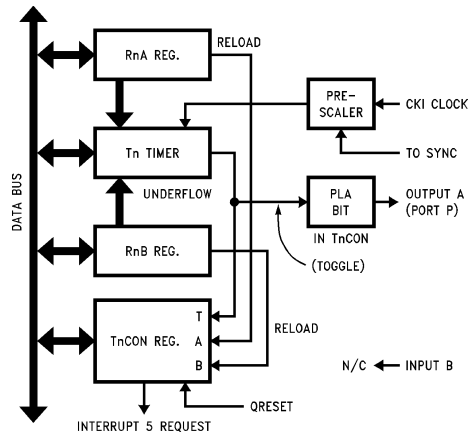 RnA REG.
RELOAD
PRE-
SCALER
CKI CLOCK
Tn TIMER
TO SYNC
UNDERFLOW
PLA
BIT
OUTPUT A
(PORT P)
DATA BUS
RnB REG.
IN TnCON
(TOGGLE)
T
TnCON REG.
A
RELOAD
B
N/C
INPUT B
QRESET
INTERRUPT 5 REQUEST